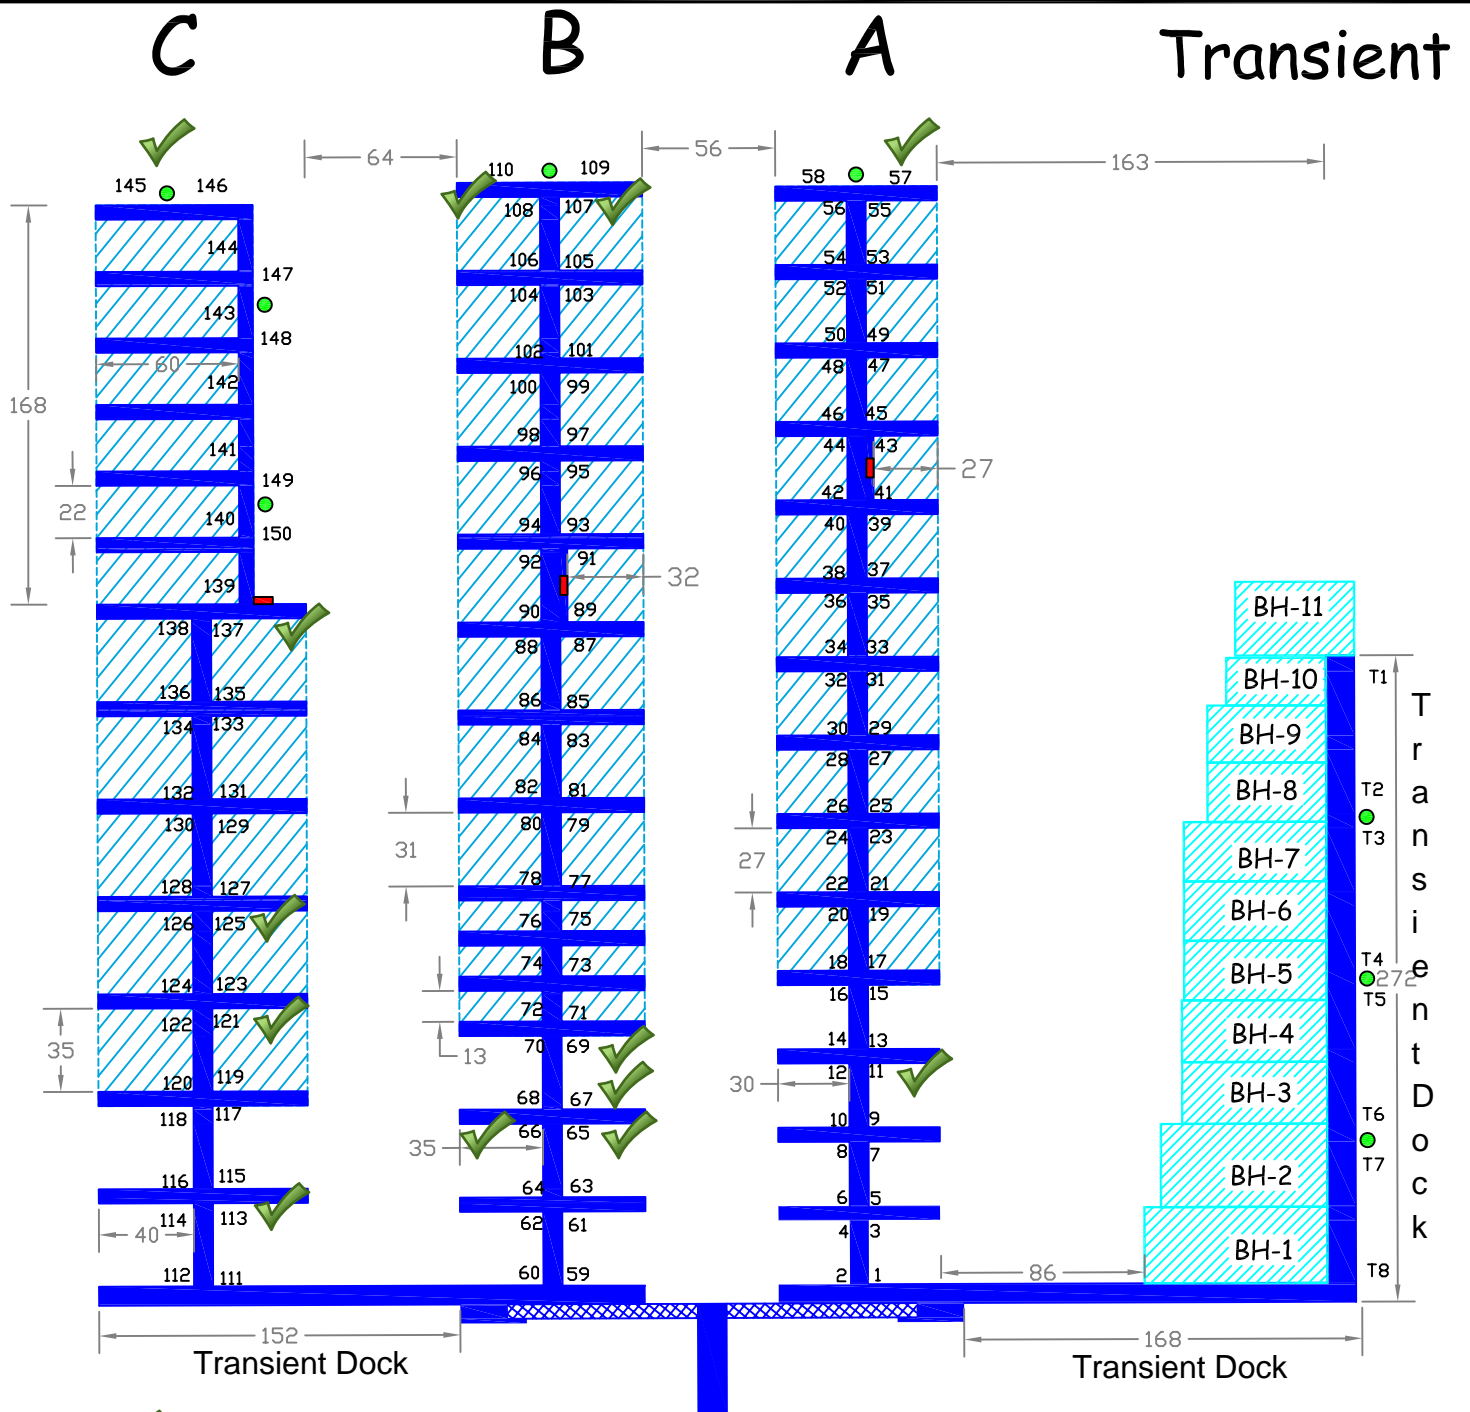 C B A Transient
64 56 163
145 146 110 109 58 57
108 107 56 55
144 106 105 54 53
147 104 103 52 51
143 148 102 101 50 49
60 142 100 99 48 47
168 98 97 46 45
141 96 95 44 43 27
149 42 41
22 140 150 94 93 40 39
92 91 32 38 37
139 90 89 36 35
138 137 88 87 34 33
136 135 86 85 32 31
134 133 84 83 30 29
28 27
132 131 82 81 26 25
130 129 80 79 24 23
31 27
128 127 78 77 22 21
126 125 76 75 20 19
124 123 74 73 18 17
122 121 72 71 16 15
35 70 69 14 13
13
120 119 68 67 30 12 11
118 117 66 65 10 9
35 8 7
116 115 64 63 6 5
114 113 62 61 4 3
40
112 111 60 59 2 1
86
BH-11
BH-10 T1
BH-9
BH-8 T2
T3
BH-7
BH-6
T4
BH-5 272
T5
BH-4
BH-3
T6
BH-2 T7
BH-1 T8
Transient Dock
152 168
Transient Dock Transient Dock